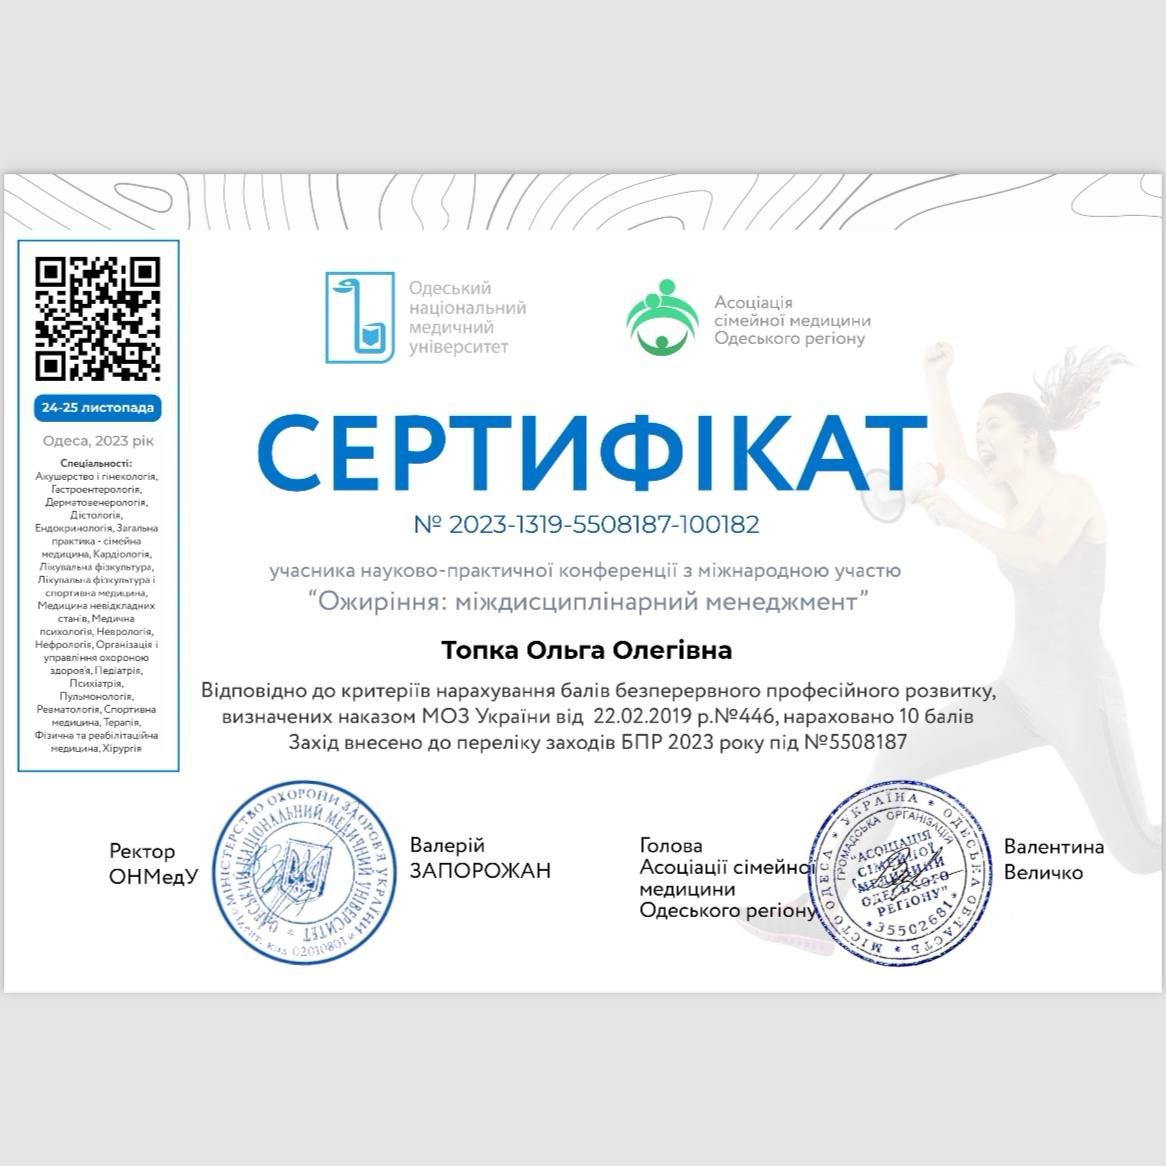 Одеський
національний
медичний
університет
Асоціація
сімейної медицини
Одеського регіону
24-25 листопада
Одеса, 2023 рік
Спеціальності:
Акушерство і гінекологія,
Гастроентерологія,
Дерматовенерологія,
Дієтологія,
Ендокринологія, Загальна
практика - сімейна
медицина, Кардіологія,
Лікувальна фізкультура,
Лікувальна фізкультура і
спортивна медицина,
Медицина невідкладних
станів, Медична
психологія, Неврологія,
Нефрологія, Організація і
управління охороною
здоров'я, Педіатрія,
Психіатрія,
Пульмонологія,
Ревматологія, Спортивна
медицина, Терапія,
Фізична та реабілітаційна
медицина, Хірургія
СЕРТИФІКАТ
№ 2023-1319-5508187-100182
учасника науково-практичної конференції з міжнародною участю
“Ожиріння: міждисциплінарний менеджмент”
Топка Ольга Олегівна
Відповідно до критеріїв нарахування балів безперервного професійного розвитку,
визначених наказом МОЗ України від 22.02.2019 р.№446, нараховано 10 балів
Захід внесено до переліку заходів БПР 2023 року під №5508187
Ректор
ОНМедУ
МІНІСТЕРСТВО ОХОРОНИ ЗДОРОВ'Я УКРАЇНИ
НАЦІОНАЛЬНИЙ МЕДИЧНИЙ УНІВЕРСИТЕТ
код 02010801
Валерій
ЗАПОРОЖАН
Голова
Асоціації сімейної
медицини
Одеського регіону
УКРАЇНА * ОДЕСЬКА ОБЛАСТЬ * МІСТО ОДЕСА *
ГРОМАДСЬКА ОРГАНІЗАЦІЯ
"АСОЦІАЦІЯ
СІМЕЙНОЇ
МЕДИЦИНИ
ОДЕСЬКОГО
РЕГІОНУ"
* 35502681 *
Валентина
Величко